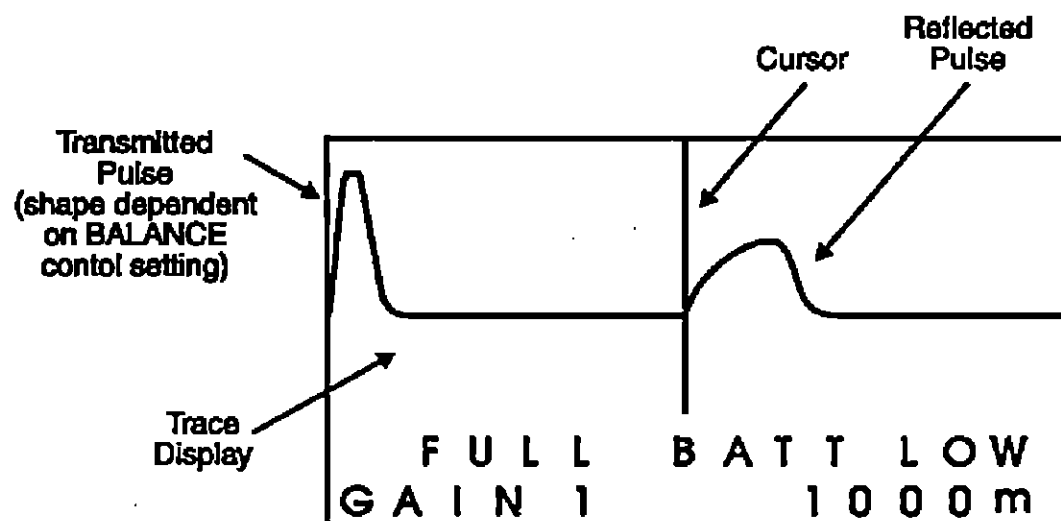 Reflected
Pulse
Cursor
Transmitted
Pulse
(shape dependent
on BALANCE
contol setting)
Trace
Display
FULL BATT LOW
GAIN 1 1000m